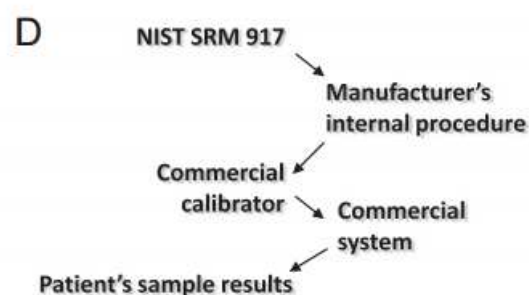 D
NIST SRM 917
Manufacturer's
internal procedure
Commercial
calibrator
Commercial
system
Patient's sample results